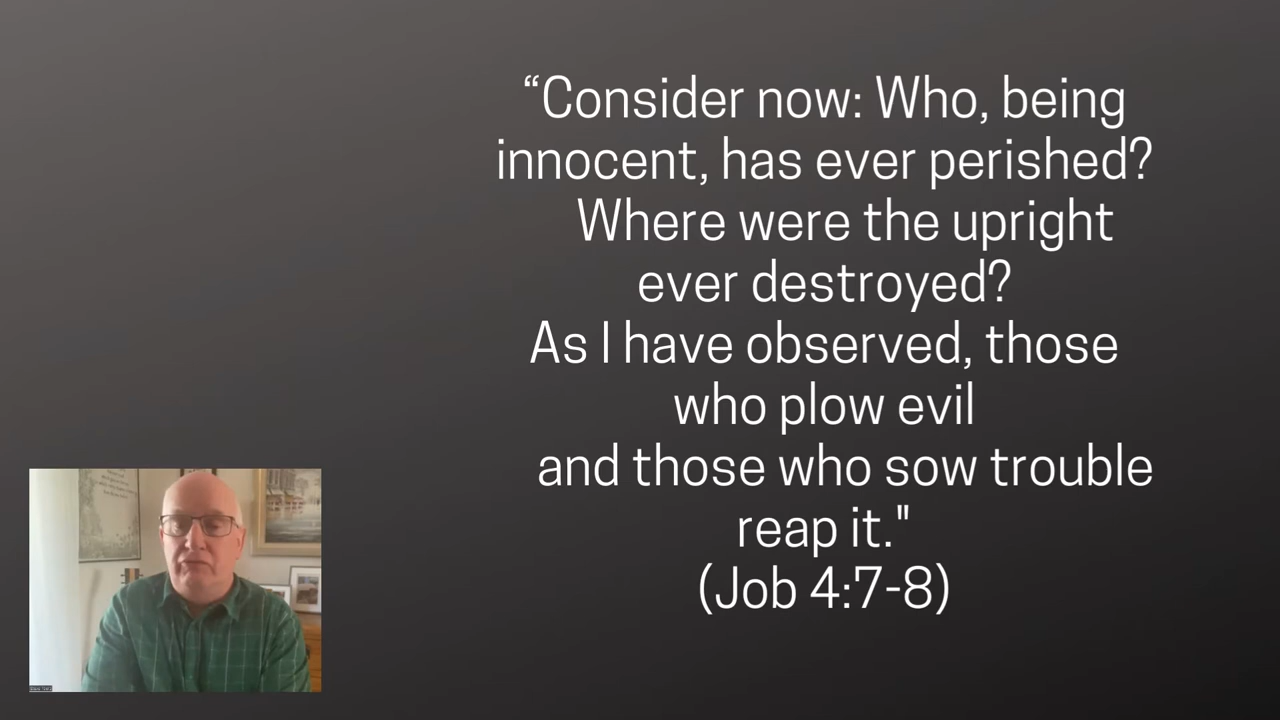 “Consider now: Who, being
innocent, has ever perished?
Where were the upright
ever destroyed?
As I have observed, those
who plow evil
and those who sow trouble
reap it."
(Job 4:7-8)